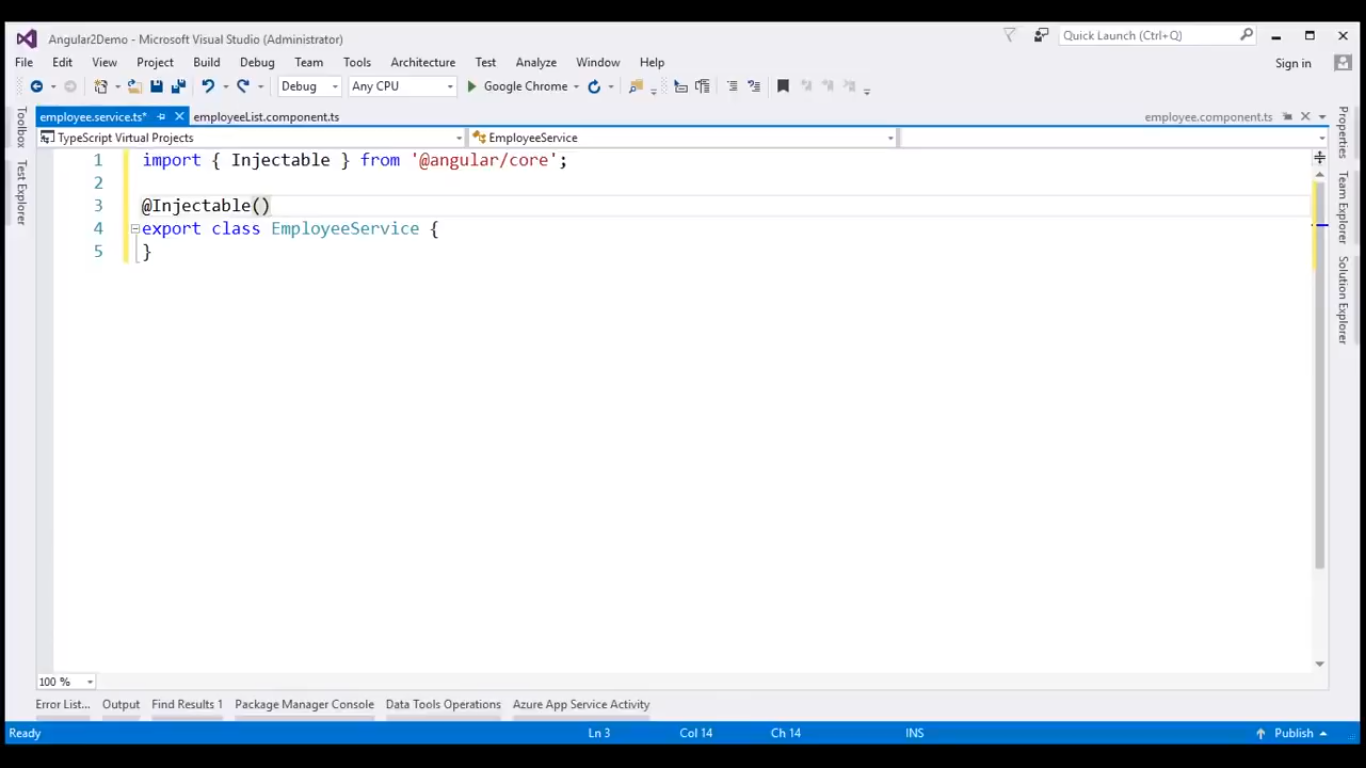 Angular2Demo - Microsoft Visual Studio (Administrator)
Quick Launch (Ctrl+Q)
File Edit View Project Build Debug Team Tools Architecture Test Analyze Window Help
Sign in
Debug Any CPU Google Chrome
employee.service.ts* employeeList.component.ts employee.component.ts
TypeScript Virtual Projects EmployeeService
Toolbox
Test Explorer
1 import { Injectable } from '@angular/core';
2
3 @Injectable()
4 export class EmployeeService {
5 }
Properties
Team Explorer
Solution Explorer
100 %
Error List... Output Find Results 1 Package Manager Console Data Tools Operations Azure App Service Activity
Ready Ln 3 Col 14 Ch 14 INS Publish